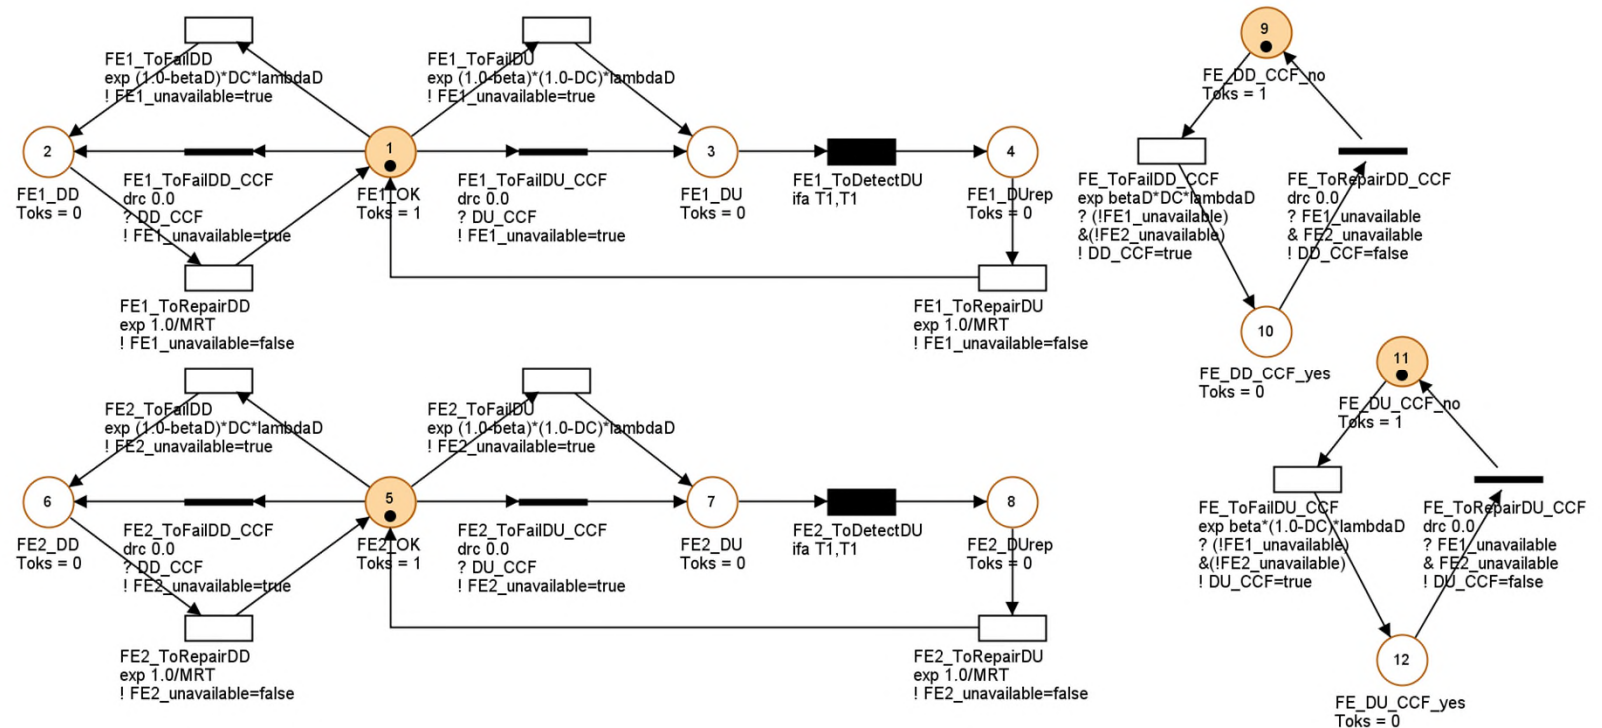 FE1_ToFailDD
exp (1.0-betaD)*DC*lambdaD
! FE1_unavailable=true
FE1_ToFailDU
exp (1.0-beta)*(1.0-DC)*lambdaD
! FE1_unavailable=true
2
FE1_DD
Toks = 0
FE1_ToFailDD_CCF
drc 0.0
? DD_CCF
! FE1_unavailable=true
1
FE1_OK
Toks = 1
FE1_ToFailDU_CCF
drc 0.0
? DU_CCF
! FE1_unavailable=true
3
FE1_DU
Toks = 0
FE1_ToDetectDU
ifa T1,T1
4
FE1_DUrep
Toks = 0
FE1_ToRepairDD
exp 1.0/MRT
! FE1_unavailable=false
FE1_ToRepairDU
exp 1.0/MRT
! FE1_unavailable=false
FE2_ToFailDD
exp (1.0-betaD)*DC*lambdaD
! FE2_unavailable=true
FE2_ToFailDU
exp (1.0-beta)*(1.0-DC)*lambdaD
! FE2_unavailable=true
6
FE2_DD
Toks = 0
FE2_ToFailDD_CCF
drc 0.0
? DD_CCF
! FE2_unavailable=true
5
FE2_OK
Toks = 1
FE2_ToFailDU_CCF
drc 0.0
? DU_CCF
! FE2_unavailable=true
7
FE2_DU
Toks = 0
FE2_ToDetectDU
ifa T1,T1
8
FE2_DUrep
Toks = 0
FE2_ToRepairDD
exp 1.0/MRT
! FE2_unavailable=false
FE2_ToRepairDU
exp 1.0/MRT
! FE2_unavailable=false
9
FE_DD_CCF_no
Toks = 1
FE_ToFailDD_CCF
exp betaD*DC*lambdaD
? (!FE1_unavailable)
&(!FE2_unavailable)
! DD_CCF=true
FE_ToRepairDD_CCF
drc 0.0
? FE1_unavailable
& FE2_unavailable
! DD_CCF=false
10
FE_DD_CCF_yes
Toks = 0
11
FE_DU_CCF_no
Toks = 1
FE_ToFailDU_CCF
exp beta*(1.0-DC)*lambdaD
? (!FE1_unavailable)
&(!FE2_unavailable)
! DU_CCF=true
FE_ToRepairDU_CCF
drc 0.0
? FE1_unavailable
& FE2_unavailable
! DU_CCF=false
12
FE_DU_CCF_yes
Toks = 0